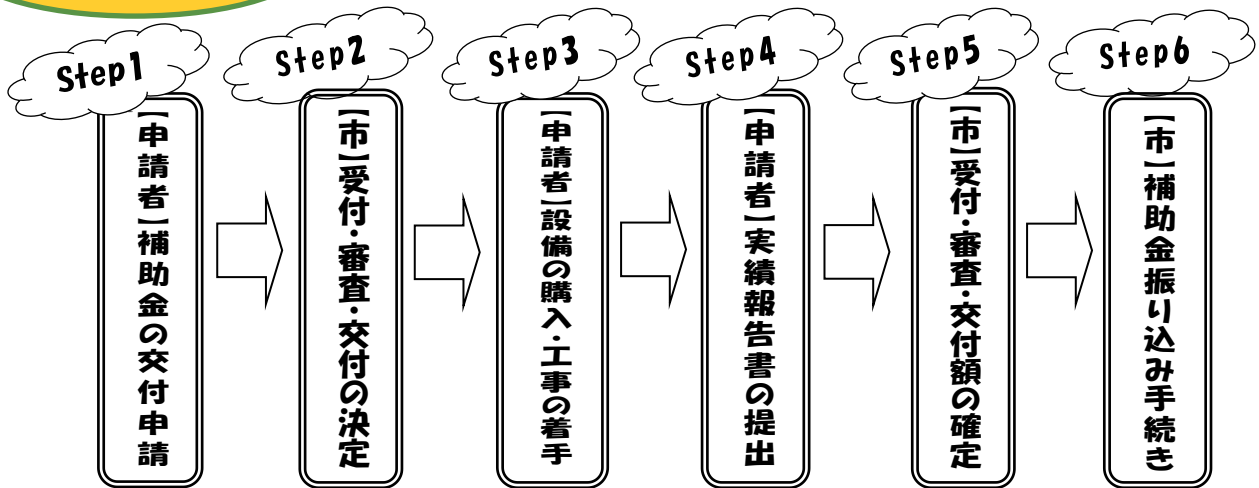 Step1
【申請者】補助金の交付申請
Step2
【市】受付・審査・交付の決定
Step3
【申請者】設備の購入・工事の着手
Step4
【申請者】実績報告書の提出
Step5
【市】受付・審査・交付額の確定
Step6
【市】補助金振り込み手続き